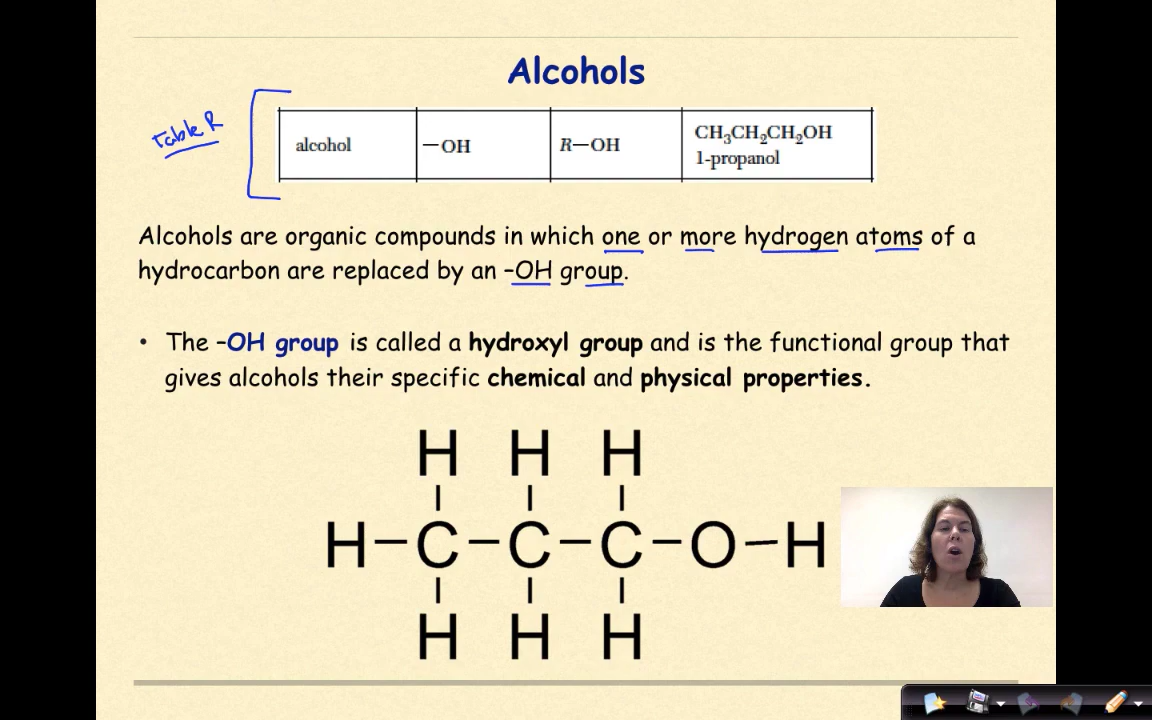 Alcohols
Table R
alcohol —OH R—OH CH₃CH₂CH₂OH
1-propanol
Alcohols are organic compounds in which one or more hydrogen atoms of a
hydrocarbon are replaced by an –OH group.
• The –OH group is called a hydroxyl group and is the functional group that
gives alcohols their specific chemical and physical properties.
H H H
H–C–C–C–O–H
H H H